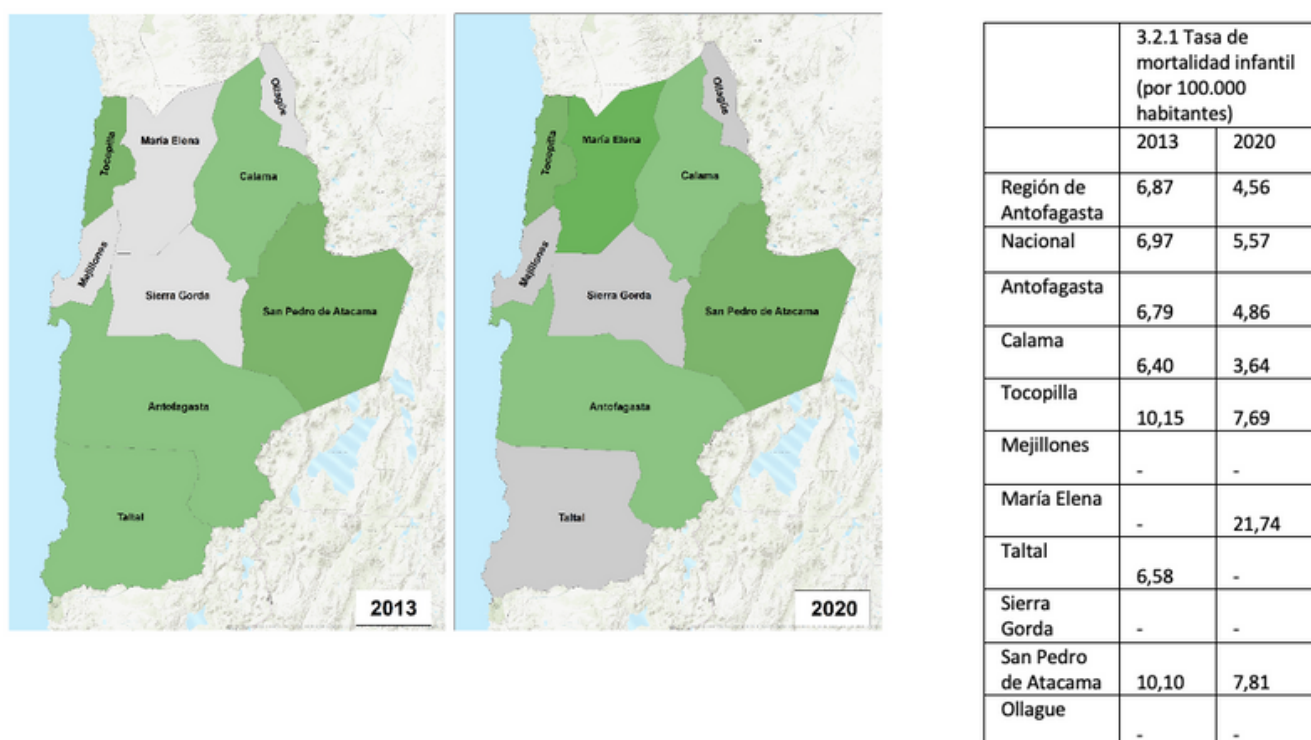 Ollagüe
María Elena
Tocopilla
Calama
Mejillones
Sierra Gorda
San Pedro de Atacama
Antofagasta
Taltal
2013
Ollagüe
María Elena
Tocopilla
Calama
Mejillones
Sierra Gorda
San Pedro de Atacama
Antofagasta
Taltal
2020
3.2.1 Tasa de
mortalidad infantil
(por 100.000
habitantes)
2013 2020
Región de
Antofagasta 6,87 4,56
Nacional 6,97 5,57
Antofagasta
6,79 4,86
Calama
6,40 3,64
Tocopilla
10,15 7,69
Mejillones
- -
María Elena
- 21,74
Taltal
6,58 -
Sierra
Gorda - -
San Pedro
de Atacama 10,10 7,81
Ollague
- -